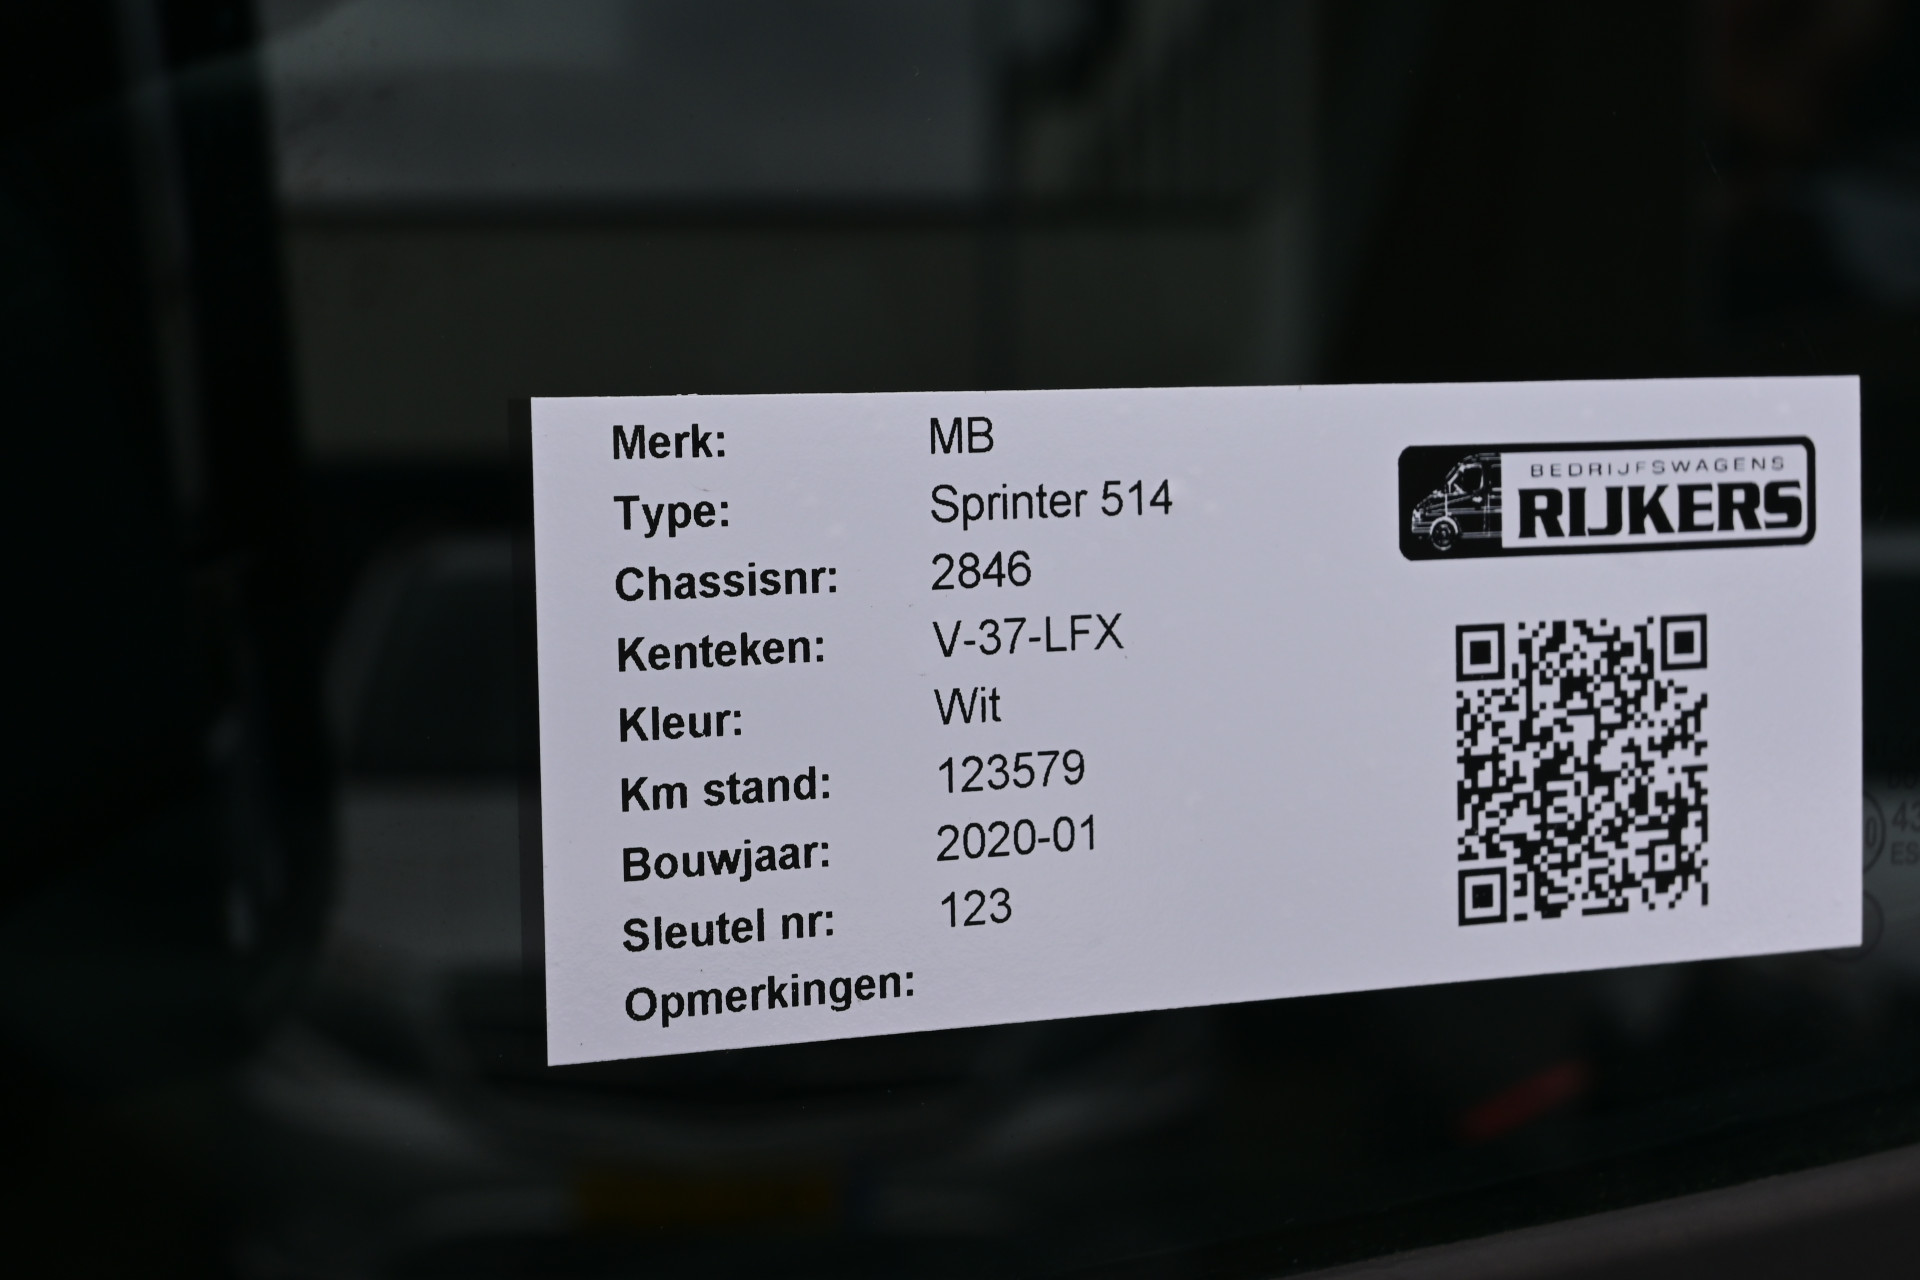 Merk: MB
Type: Sprinter 514
Chassisnr: 2846
Kenteken: V-37-LFX
Kleur: Wit
Km stand: 123579
Bouwjaar: 2020-01
Sleutel nr: 123
Opmerkingen:
BEDRIJFSWAGENS
RIJKERS
43